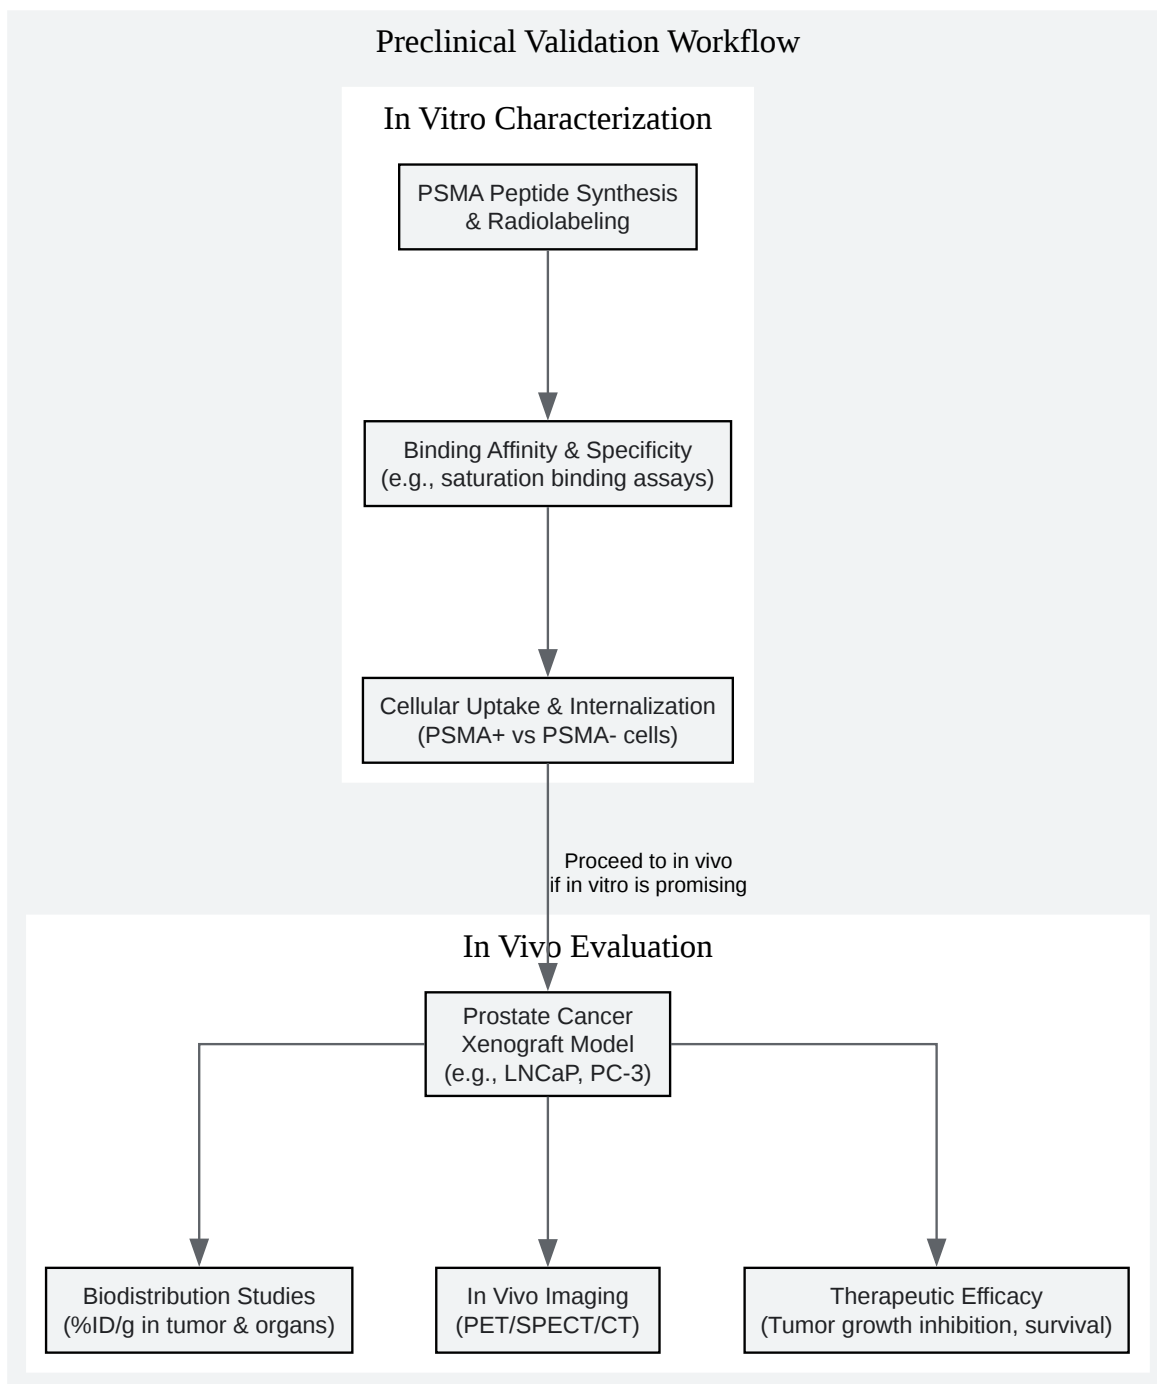 Preclinical Validation Workflow
In Vitro Characterization
PSMA Peptide Synthesis
& Radiolabeling
Binding Affinity & Specificity
(e.g., saturation binding assays)
Cellular Uptake & Internalization
(PSMA+ vs PSMA- cells)
Proceed to in vivo
if in vitro is promising
In Vivo Evaluation
Prostate Cancer
Xenograft Model
(e.g., LNCaP, PC-3)
Biodistribution Studies
(%ID/g in tumor & organs)
In Vivo Imaging
(PET/SPECT/CT)
Therapeutic Efficacy
(Tumor growth inhibition, survival)